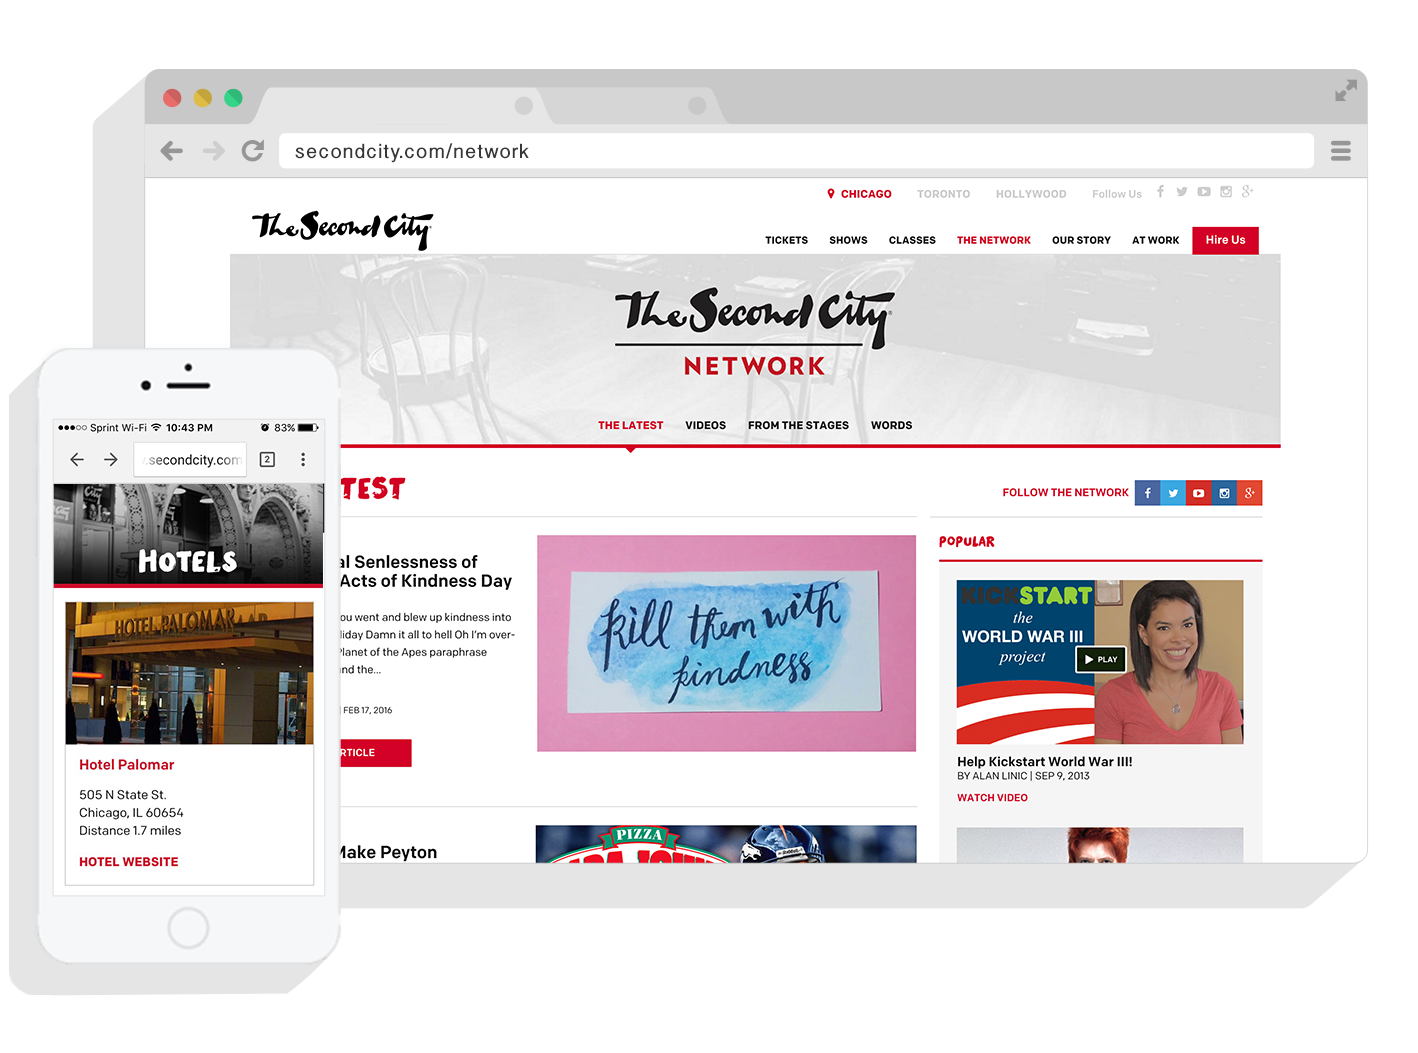 secondcity.com/network
CHICAGO TORONTO HOLLYWOOD Follow Us
The Second City
TICKETS SHOWS CLASSES THE NETWORK OUR STORY AT WORK Hire Us
The Second City
NETWORK
THE LATEST VIDEOS FROM THE STAGES WORDS
TEST
FOLLOW THE NETWORK
al Senlessness of
Acts of Kindness Day
ou went and blew up kindness into
liday Damn it all to hell Oh I'm over-
Planet of the Apes paraphrase
nd the...
| FEB 17, 2016
RTICLE
kill them with
kindness
Make Peyton
PIZZA
POPULAR
KICKSTART
the
WORLD WAR III
project
PLAY
Help Kickstart World War III!
BY ALAN LINIC | SEP 9, 2013
WATCH VIDEO
Sprint Wi-Fi 10:43 PM 83%
.secondcity.com 2
City
HOTELS
HOTEL PALOMAR
Hotel Palomar
505 N State St.
Chicago, IL 60654
Distance 1.7 miles
HOTEL WEBSITE